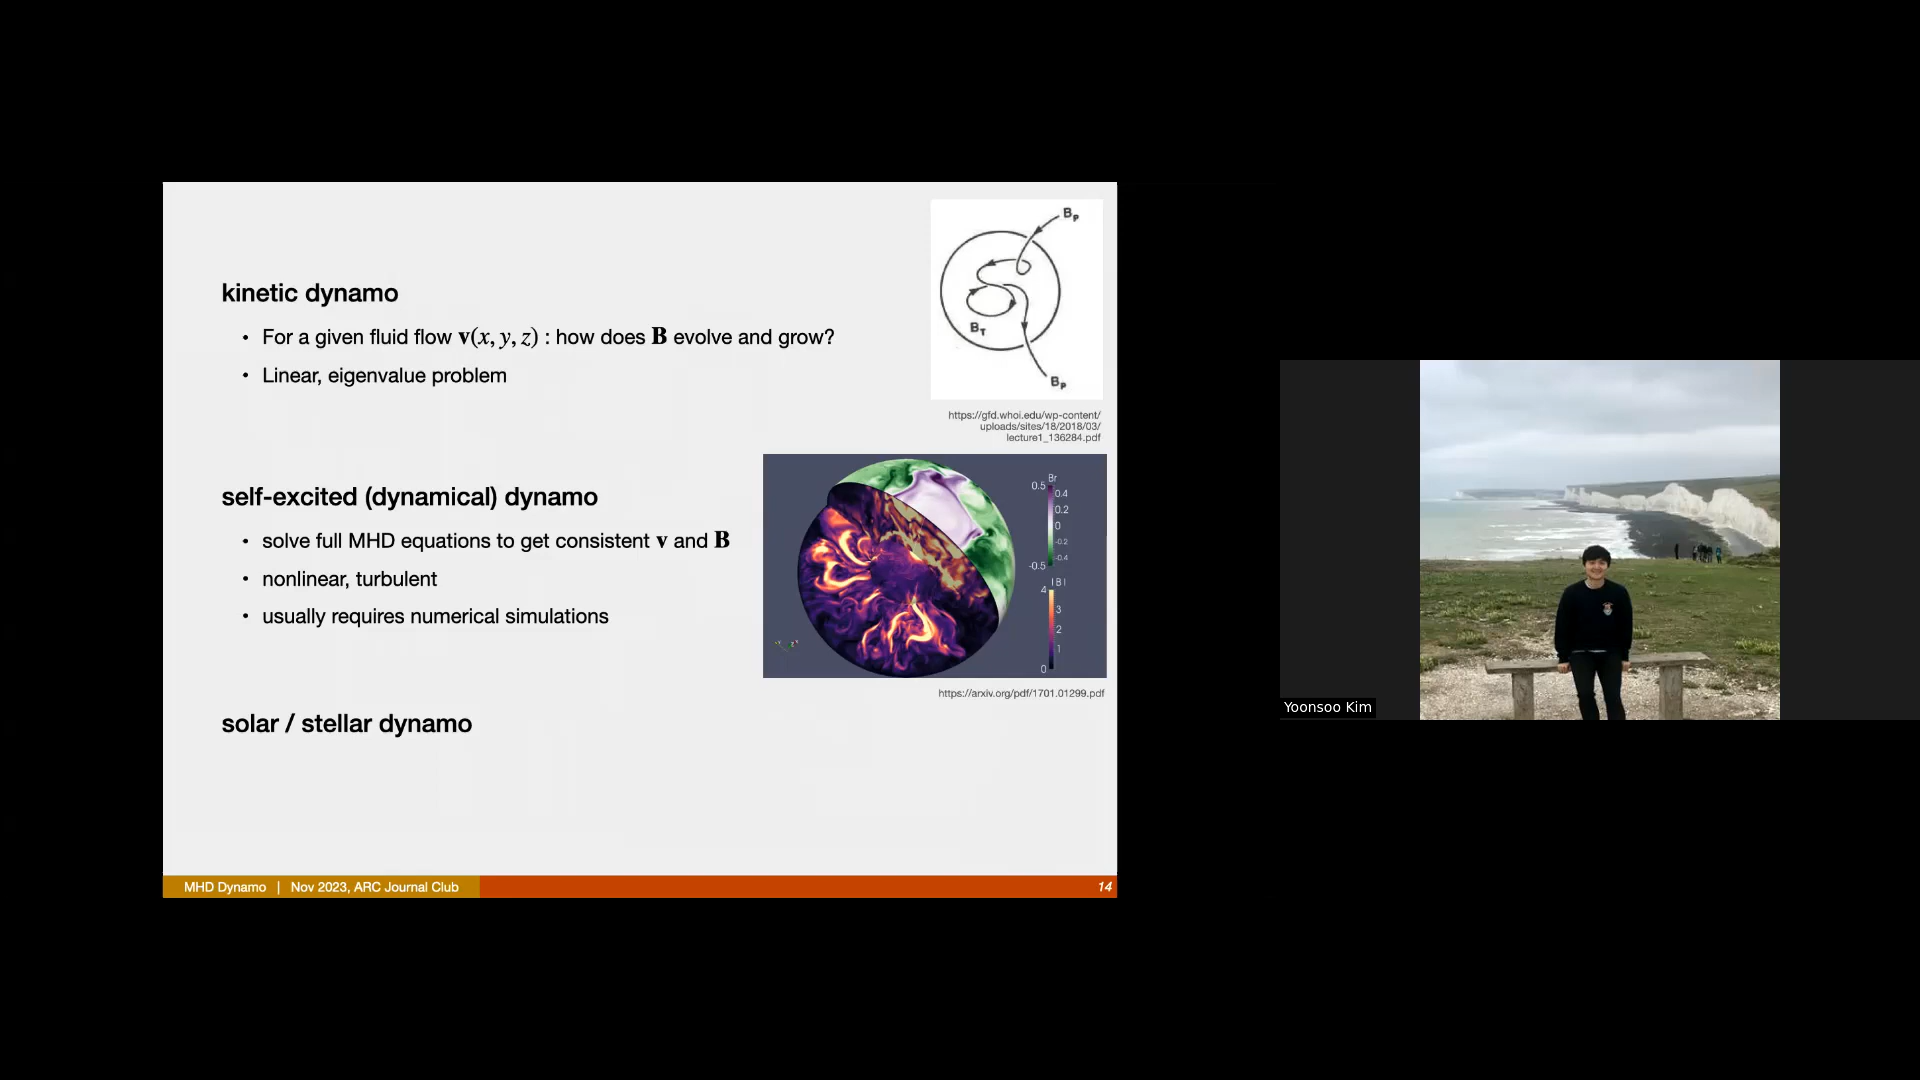 kinetic dynamo
• For a given fluid flow v(x, y, z) : how does B evolve and grow?
• Linear, eigenvalue problem
Bp
BT
Bp
https://gfd.whoi.edu/wp-content/
uploads/sites/18/2018/03/
lecture1_136284.pdf
self-excited (dynamical) dynamo
• solve full MHD equations to get consistent v and B
• nonlinear, turbulent
• usually requires numerical simulations
Br
0.5
0.4
0.2
0
-0.2
-0.4
-0.5
|B|
4
3
2
1
0
https://arxiv.org/pdf/1701.01299.pdf
solar / stellar dynamo
MHD Dynamo | Nov 2023, ARC Journal Club
14
Yoonsoo Kim